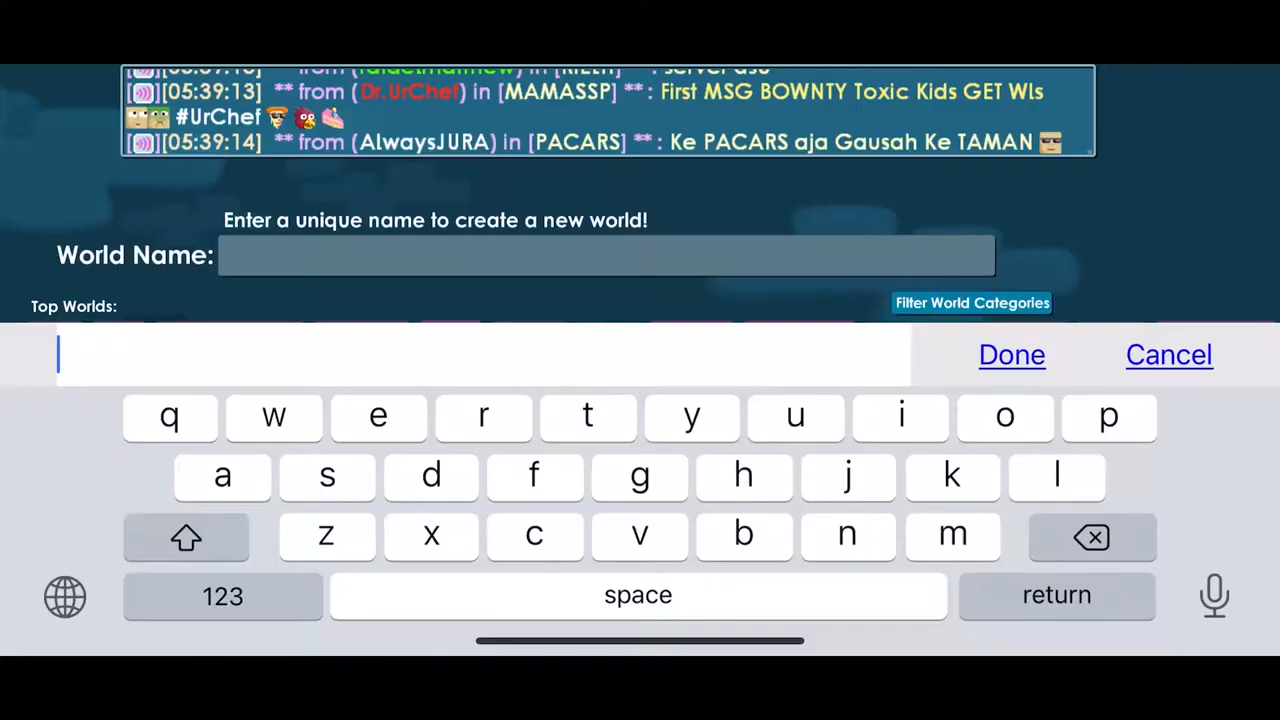 [05:39:13] ** from (Dr.UrChef) in [MAMASSP] ** : First MSG BOWNTY Toxic Kids GET Wls
#UrChef
[05:39:14] ** from (AlwaysJURA) in [PACARS] ** : Ke PACARS aja Gausah Ke TAMAN
Enter a unique name to create a new world!
World Name:
Top Worlds:
Filter World Categories
Done Cancel
q w e r t y u i o p
a s d f g h j k l
z x c v b n m
123 space return